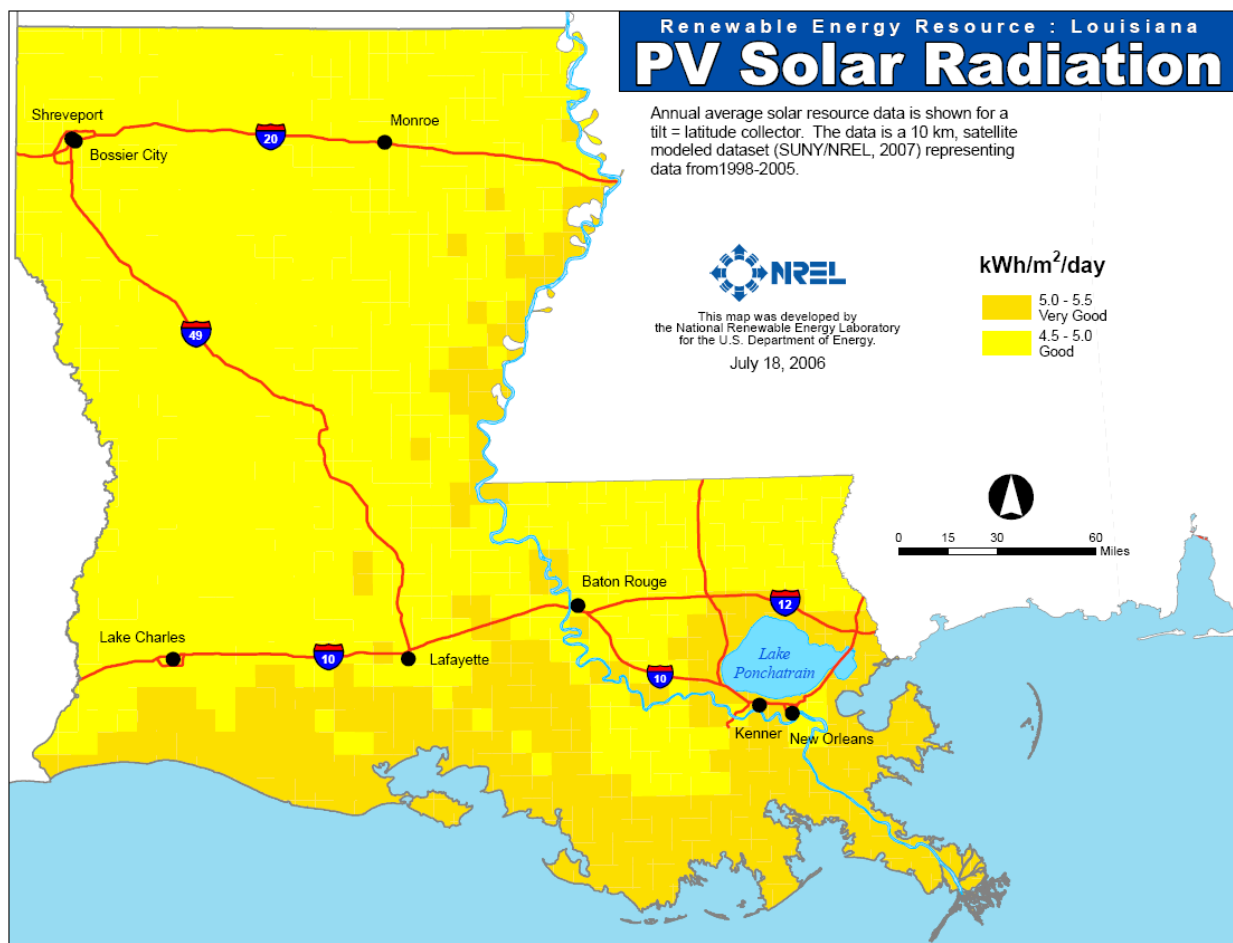 Renewable Energy Resource : Louisiana
PV Solar Radiation
Annual average solar resource data is shown for a
tilt = latitude collector.  The data is a 10 km, satellite
modeled dataset (SUNY/NREL, 2007) representing
data from1998-2005.
NREL
This map was developed by
the National Renewable Energy Laboratory
for the U.S. Department of Energy.
July 18, 2006
kWh/m²/day
5.0 - 5.5
Very Good
4.5 - 5.0
Good
0 15 30 60
Miles
Shreveport
Bossier City
20
Monroe
49
Baton Rouge
12
Lake Charles
10
Lafayette
Lake
Ponchatrain
10
Kenner
New Orleans